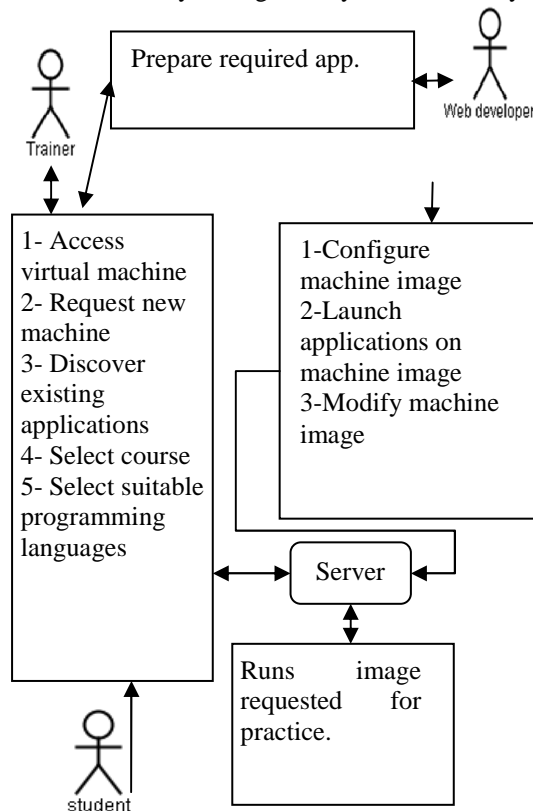 Prepare required app.
Trainer
Web developer
1- Access
virtual machine
2- Request new
machine
3- Discover
existing
applications
4- Select course
5- Select suitable
programming
languages
1-Configure
machine image
2-Launch
applications on
machine image
3-Modify machine
image
Server
Runs image
requested for
practice.
student